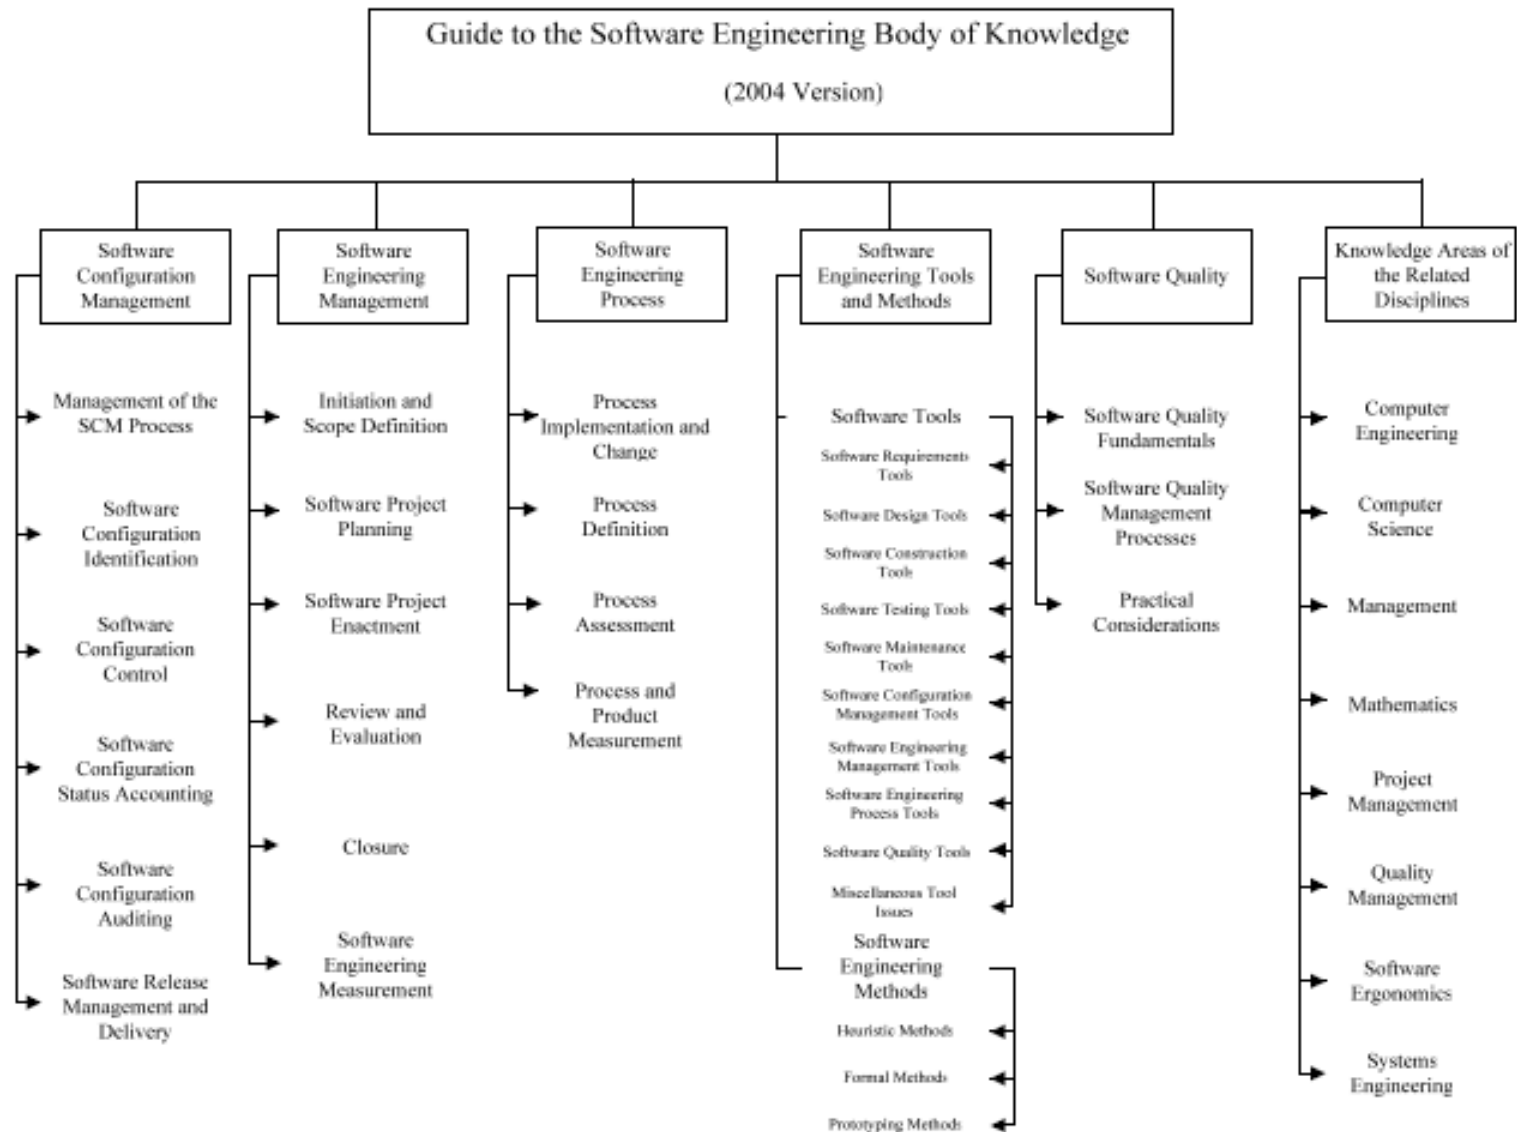 Guide to the Software Engineering Body of Knowledge
(2004 Version)
Software
Configuration
Management
Management of the
SCM Process
Software
Configuration
Identification
Software
Configuration
Control
Software
Configuration
Status Accounting
Software
Configuration
Auditing
Software Release
Management and
Delivery
Software
Engineering
Management
Initiation and
Scope Definition
Software Project
Planning
Software Project
Enactment
Review and
Evaluation
Closure
Software
Engineering
Measurement
Software
Engineering
Process
Process
Implementation and
Change
Process
Definition
Process
Assessment
Process and
Product
Measurement
Software
Engineering Tools
and Methods
Software Tools
Software Requirements
Tools
Software Design Tools
Software Construction
Tools
Software Testing Tools
Software Maintenance
Tools
Software Configuration
Management Tools
Software Engineering
Management Tools
Software Engineering
Process Tools
Software Quality Tools
Miscellaneous Tool
Issues
Software
Engineering
Methods
Heuristic Methods
Formal Methods
Prototyping Methods
Software Quality
Software Quality
Fundamentals
Software Quality
Management
Processes
Practical
Considerations
Knowledge Areas of
the Related
Disciplines
Computer
Engineering
Computer
Science
Management
Mathematics
Project
Management
Quality
Management
Software
Ergonomics
Systems
Engineering